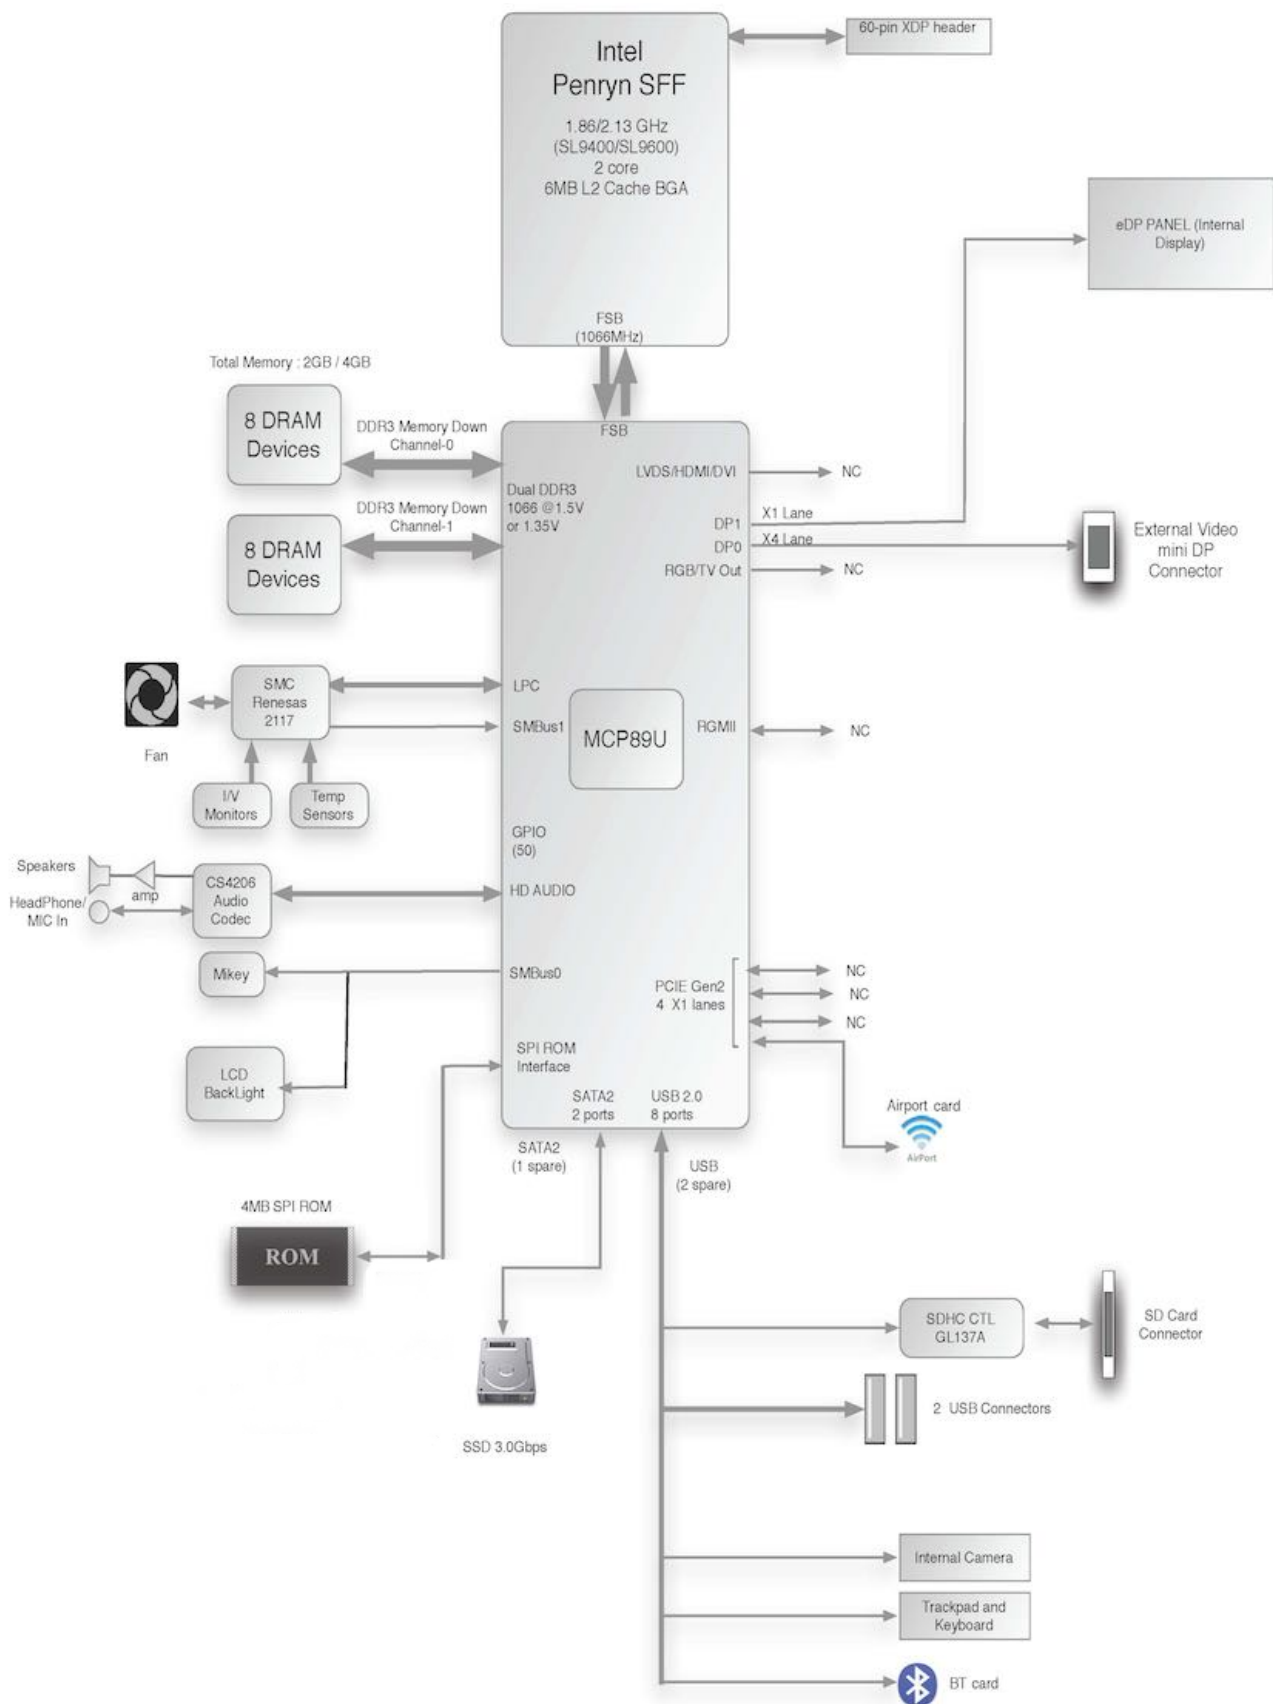 60-pin XDP header
Intel
Penryn SFF
1.86/2.13 GHz
(SL9400/SL9600)
2 core
6MB L2 Cache BGA
eDP PANEL (Internal
Display)
FSB
(1066MHz)
Total Memory : 2GB / 4GB
8 DRAM
Devices
DDR3 Memory Down
Channel-0
FSB
LVDS/HDMI/DVI
NC
Dual DDR3
1066 @1.5V
or 1.35V
DDR3 Memory Down
Channel-1
8 DRAM
Devices
DP1
X1 Lane
DP0
X4 Lane
RGB/TV Out
NC
External Video
mini DP
Connector
Fan
SMC
Renesas
2117
LPC
SMBus1
MCP89U
RGMII
NC
I/V
Monitors
Temp
Sensors
GPIO
(50)
Speakers
amp
HeadPhone/
MIC In
CS4206
Audio
Codec
HD AUDIO
Mikey
SMBus0
PCIE Gen2
4 X1 lanes
NC
NC
NC
LCD
BackLight
SPI ROM
Interface
SATA2
2 ports
USB 2.0
8 ports
Airport card
AirPort
SATA2
(1 spare)
USB
(2 spare)
4MB SPI ROM
ROM
SDHC CTL
GL137A
SD Card
Connector
2 USB Connectors
SSD 3.0Gbps
Internal Camera
Trackpad and
Keyboard
BT card